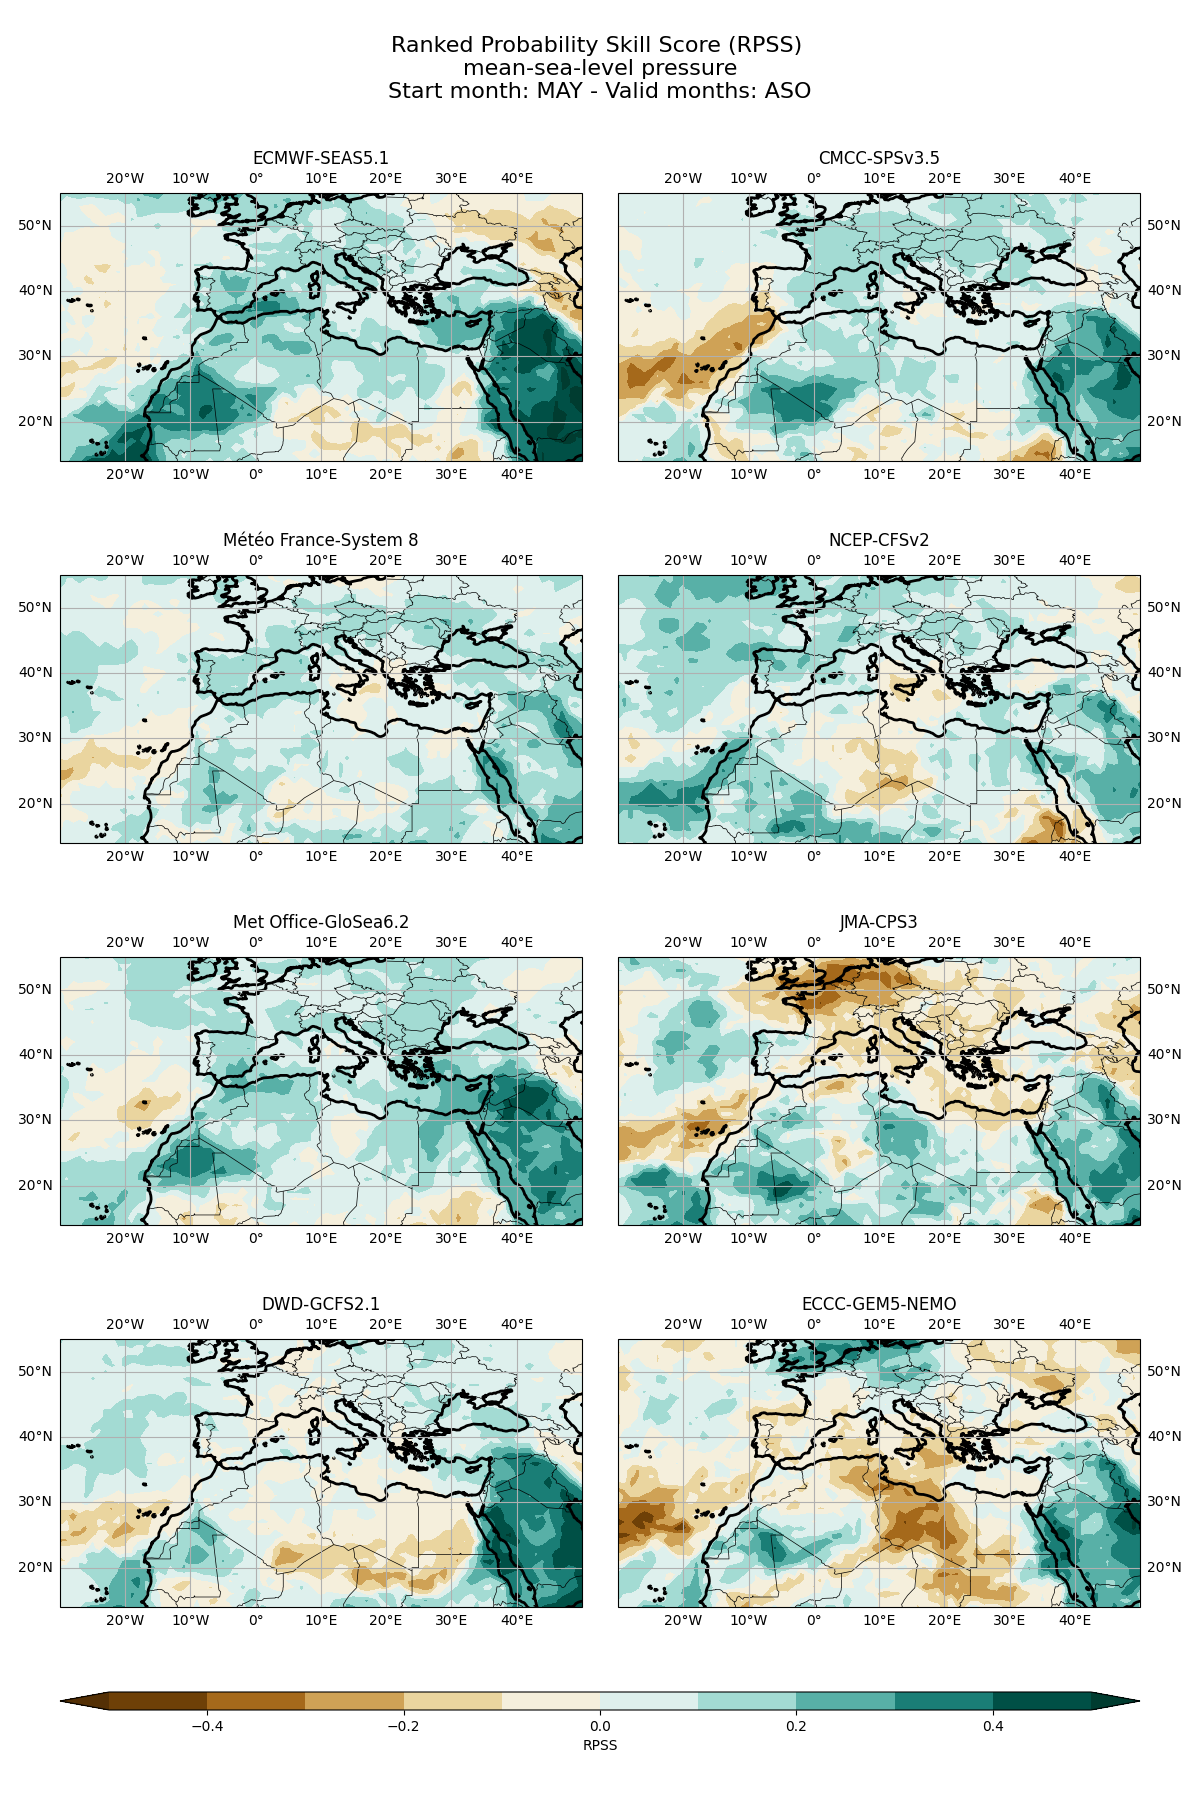 Ranked Probability Skill Score (RPSS)
mean-sea-level pressure
Start month: MAY - Valid months: ASO
ECMWF-SEAS5.1
CMCC-SPSv3.5
20°W 10°W 0° 10°E 20°E 30°E 40°E
20°W 10°W 0° 10°E 20°E 30°E 40°E
50°N
50°N
40°N
40°N
30°N
30°N
20°N
20°N
20°W 10°W 0° 10°E 20°E 30°E 40°E
20°W 10°W 0° 10°E 20°E 30°E 40°E
Météo France-System 8
NCEP-CFSv2
20°W 10°W 0° 10°E 20°E 30°E 40°E
20°W 10°W 0° 10°E 20°E 30°E 40°E
50°N
50°N
40°N
40°N
30°N
30°N
20°N
20°N
20°W 10°W 0° 10°E 20°E 30°E 40°E
20°W 10°W 0° 10°E 20°E 30°E 40°E
Met Office-GloSea6.2
JMA-CPS3
20°W 10°W 0° 10°E 20°E 30°E 40°E
20°W 10°W 0° 10°E 20°E 30°E 40°E
50°N
50°N
40°N
40°N
30°N
30°N
20°N
20°N
20°W 10°W 0° 10°E 20°E 30°E 40°E
20°W 10°W 0° 10°E 20°E 30°E 40°E
DWD-GCFS2.1
ECCC-GEM5-NEMO
20°W 10°W 0° 10°E 20°E 30°E 40°E
20°W 10°W 0° 10°E 20°E 30°E 40°E
50°N
50°N
40°N
40°N
30°N
30°N
20°N
20°N
20°W 10°W 0° 10°E 20°E 30°E 40°E
20°W 10°W 0° 10°E 20°E 30°E 40°E
−0.4 −0.2 0.0 0.2 0.4
RPSS